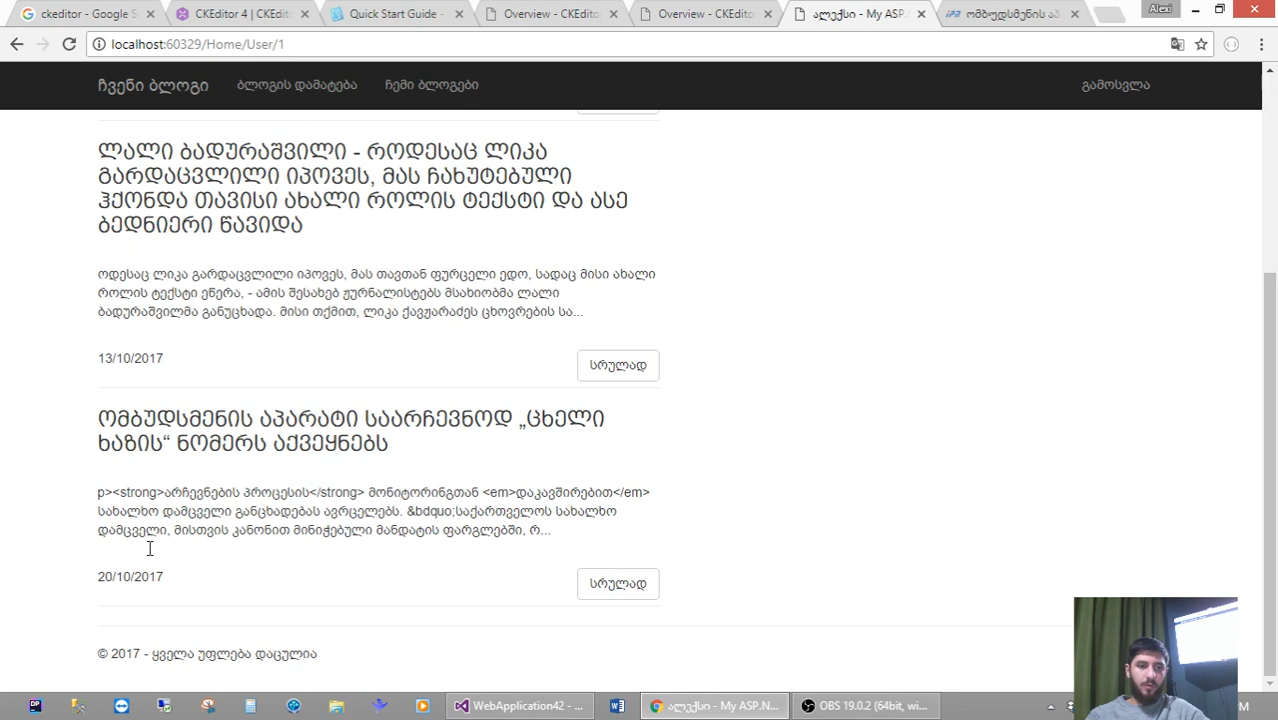 ckeditor - Google S
CKEditor 4 | CKEdit
Quick Start Guide -
Overview - CKEdito
Overview - CKEdito
ალექსი - My ASP.
ომბუდსმენის აპ
Alexi
localhost:60329/Home/User/1
ჩვენი ბლოგი
ბლოგის დამატება
ჩემი ბლოგები
გამოსვლა
ლალი ბადურაშვილი - როდესაც ლიკა
გარდაცვლილი იპოვეს, მას ჩახუტებული
ჰქონდა თავისი ახალი როლის ტექსტი და ასე
ბედნიერი წავიდა
ოდესაც ლიკა გარდაცვლილი იპოვეს, მას თავთან ფურცელი ედო, სადაც მისი ახალი
როლის ტექსტი ეწერა, - ამის შესახებ ჟურნალისტებს მსახიობმა ლალი
ბადურაშვილმა განუცხადა. მისი თქმით, ლიკა ქავჟარაძეს ცხოვრების სა...
13/10/2017
სრულად
ომბუდსმენის აპარატი საარჩევნოდ „ცხელი
ხაზის“ ნომერს აქვეყნებს
p><strong>არჩევნების პროცესის</strong> მონიტორინგთან <em>დაკავშირებით</em>
სახალხო დამცველი განცხადებას ავრცელებს. &bdquo;საქართველოს სახალხო
დამცველი, მისთვის კანონით მინიჭებული მანდატის ფარგლებში, რ...
20/10/2017
სრულად
© 2017 - ყველა უფლება დაცულია
WebApplication42 - ...
ალექსი - My ASP.N...
OBS 19.0.2 (64bit, wi...